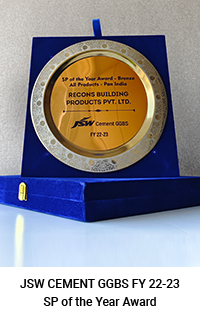 SP of the Year Award - Bronze
All Products - Pan India
RECONS BUILDING
PRODUCTS PVT. LTD.
JSW Cement GGBS
FY 22-23
JSW CEMENT GGBS FY 22-23
SP of the Year Award